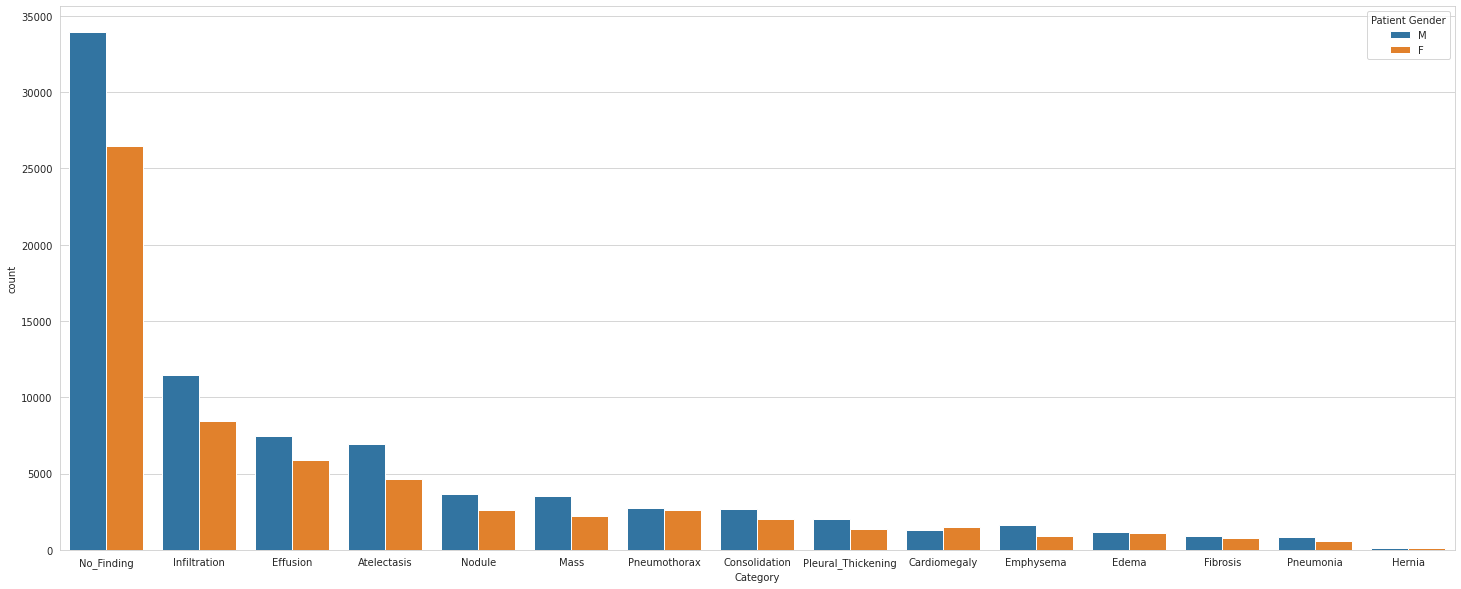 35000
30000
25000
20000
15000
10000
5000
0
count
Patient Gender
M
F
No_Finding Infiltration Effusion Atelectasis Nodule Mass Pneumothorax Consolidation Pleural_Thickening Cardiomegaly Emphysema Edema Fibrosis Pneumonia Hernia
Category